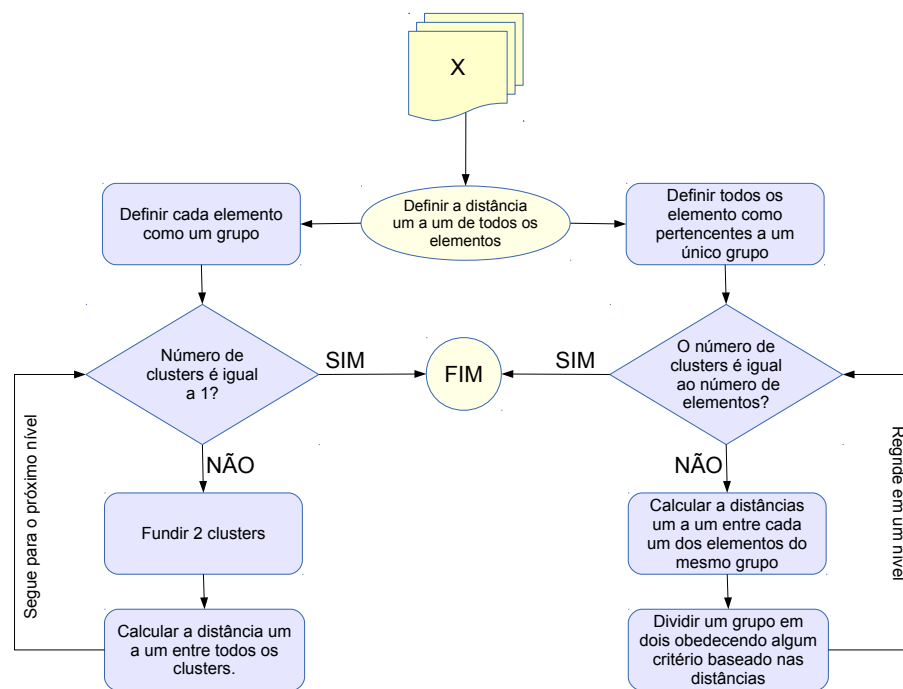 X
Definir a distância
um a um de todos os
elementos
Definir cada elemento
como um grupo
Definir todos os
elemento como
pertencentes a um
único grupo
Número de
clusters é igual
a 1?
SIM
FIM
SIM
O número de
clusters é igual
ao número de
elementos?
NÃO
NÃO
Segue para o próximo nível
Regride em um nível
Fundir 2 clusters
Calcular a distâncias
um a um entre cada
um dos elementos do
mesmo grupo
Calcular a distância um
a um entre todos os
clusters.
Dividir um grupo em
dois obedecendo algum
critério baseado nas
distâncias